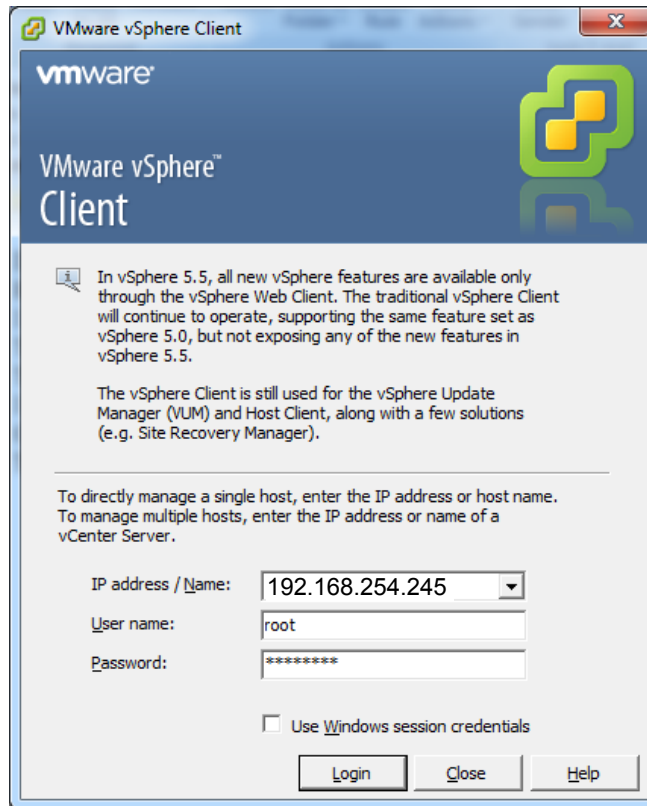 VMware vSphere Client
vmware®
VMware vSphere™
Client
In vSphere 5.5, all new vSphere features are available only
through the vSphere Web Client. The traditional vSphere Client
will continue to operate, supporting the same feature set as
vSphere 5.0, but not exposing any of the new features in
vSphere 5.5.
The vSphere Client is still used for the vSphere Update
Manager (VUM) and Host Client, along with a few solutions
(e.g. Site Recovery Manager).
To directly manage a single host, enter the IP address or host name.
To manage multiple hosts, enter the IP address or name of a
vCenter Server.
IP address / Name: 192.168.254.245
User name: root
Password: ********
Use Windows session credentials
Login Close Help